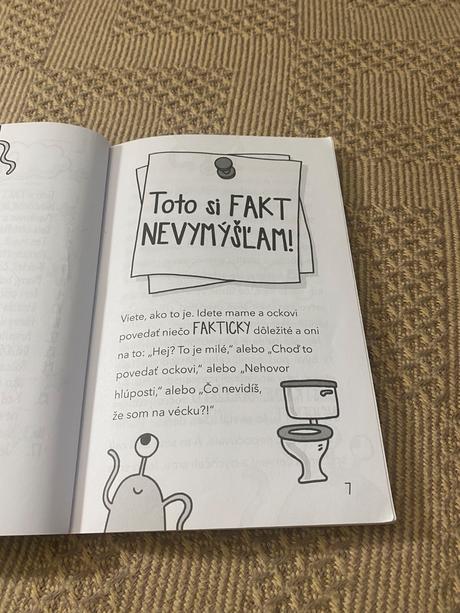 Toto si FAKT
NEVYMÝŠĽAM!
Viete, ako to je. Idete mame a ockovi
povedať niečo FAKTICKY dôležité a oni
na to: „Hej? To je milé,“ alebo „Choď to
povedať ockovi,“ alebo „Nehovor
hlúposti,“ alebo „Čo nevidíš,
že som na vécku?!“
7